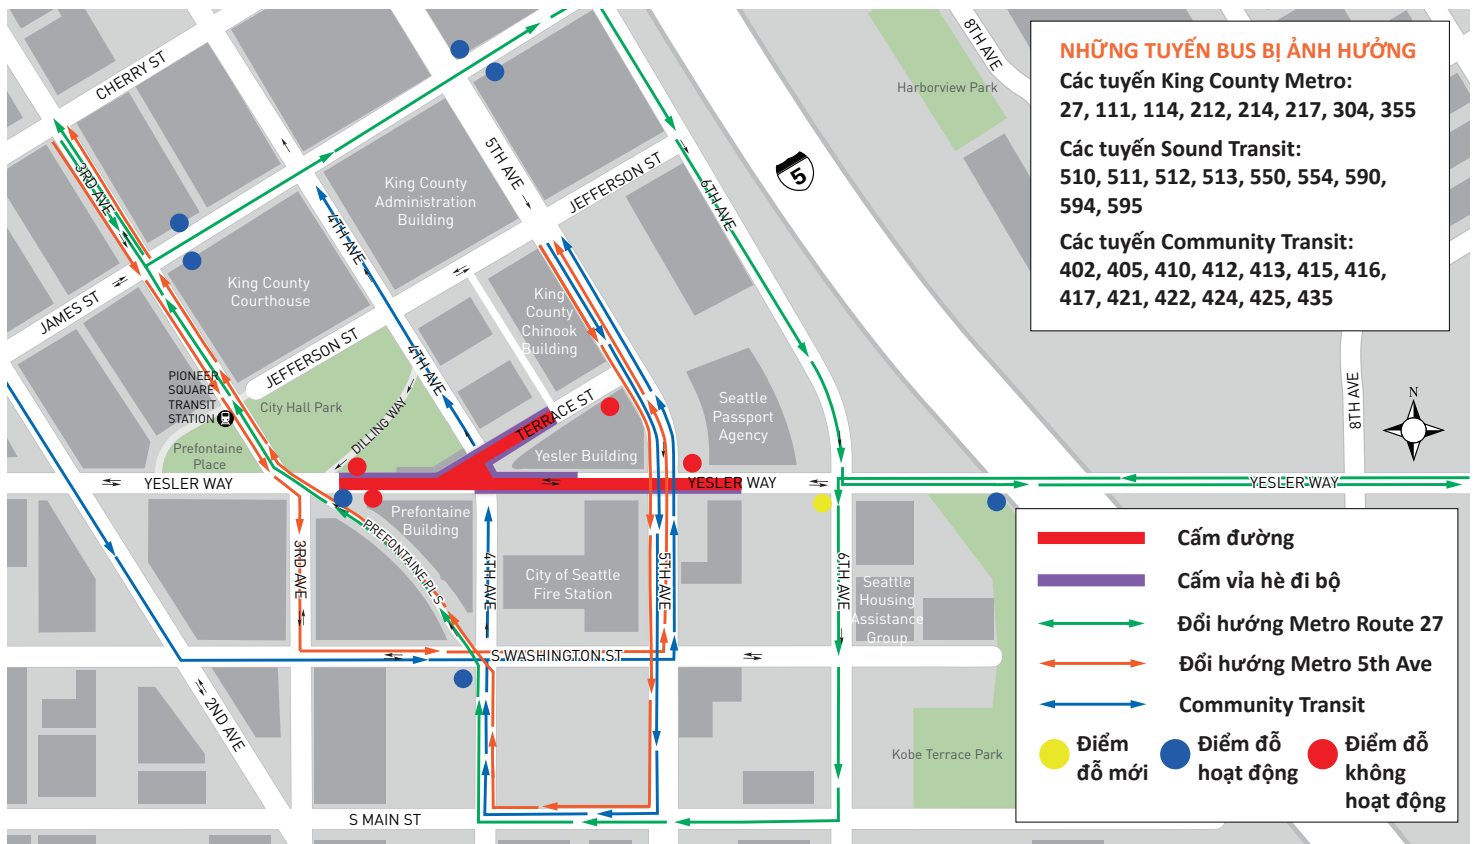 NHỮNG TUYẾN BUS BỊ ẢNH HƯỞNG
Các tuyến King County Metro:
27, 111, 114, 212, 214, 217, 304, 355
Các tuyến Sound Transit:
510, 511, 512, 513, 550, 554, 590,
594, 595
Các tuyến Community Transit:
402, 405, 410, 412, 413, 415, 416,
417, 421, 422, 424, 425, 435
CHERRY ST
8TH AVE
Harborview Park
5
3RD AVE
5TH AVE
JEFFERSON ST
6TH AVE
King County
Administration
Building
4TH AVE
King County
Courthouse
JAMES ST
King
County
Chinook
Building
JEFFERSON ST
4TH AVE
PIONEER
SQUARE
TRANSIT
STATION
City Hall Park
DILLING WAY
TERRACE ST
Seattle
Passport
Agency
8TH AVE
N
Prefontaine
Place
Yesler Building
YESLER WAY
YESLER WAY
YESLER WAY
Prefontaine
Building
PREFONTAINE PL S
3RD AVE
4TH AVE
City of Seattle
Fire Station
5TH AVE
6TH AVE
Seattle
Housing
Assistance
Group
S WASHINGTON ST
2ND AVE
Kobe Terrace Park
S MAIN ST
Cấm đường
Cấm vỉa hè đi bộ
Đổi hướng Metro Route 27
Đổi hướng Metro 5th Ave
Community Transit
Điểm
đỗ mới
Điểm đỗ
hoạt động
Điểm đỗ
không
hoạt động